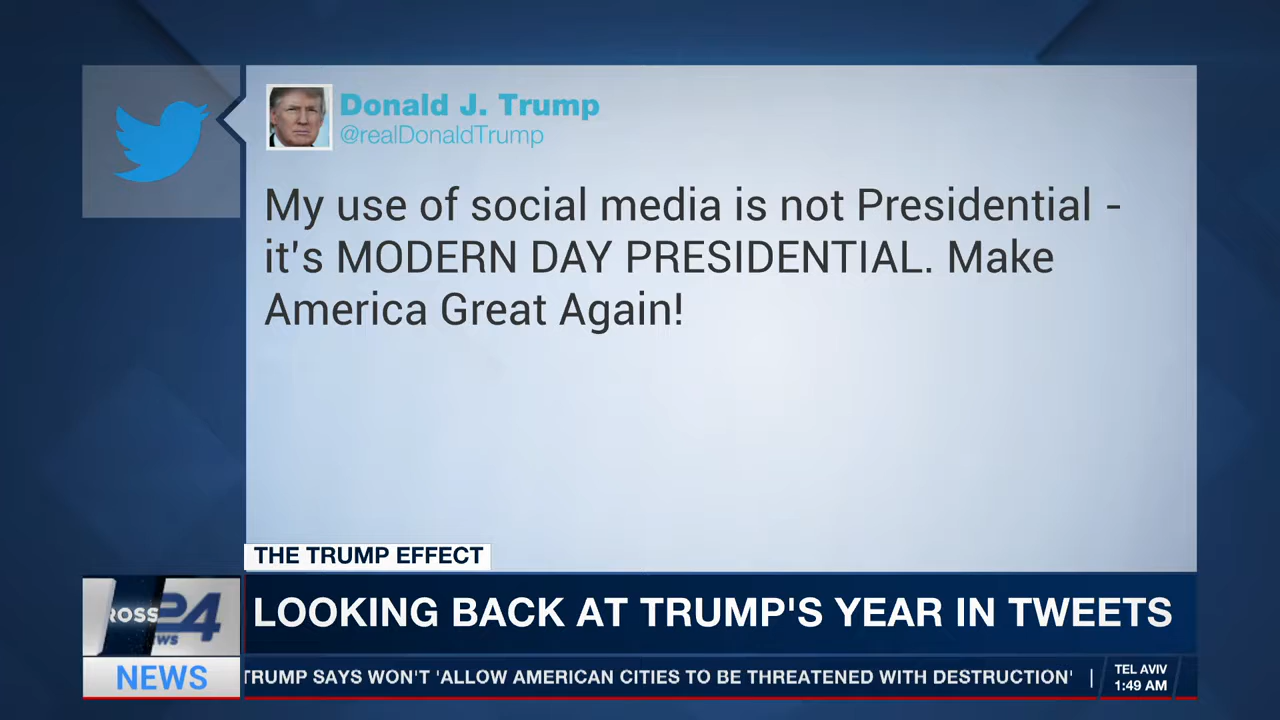 Donald J. Trump
@realDonaldTrump
My use of social media is not Presidential -
it's MODERN DAY PRESIDENTIAL. Make
America Great Again!
THE TRUMP EFFECT
LOOKING BACK AT TRUMP'S YEAR IN TWEETS
ROSS 24
NEWS
TRUMP SAYS WON'T 'ALLOW AMERICAN CITIES TO BE THREATENED WITH DESTRUCTION' |
TEL AVIV
1:49 AM